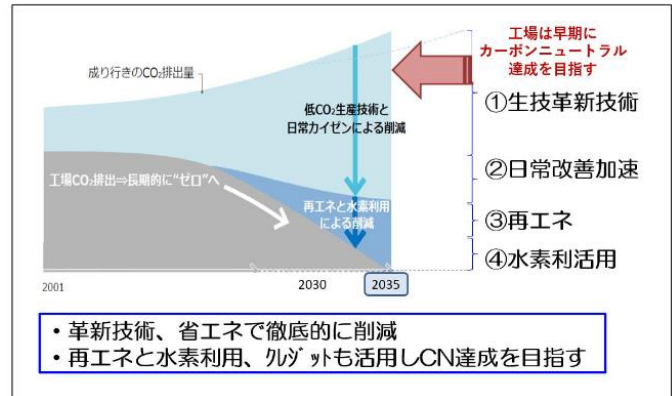 工場は早期に
カーボンニュートラル
達成を目指す
成り行きのCO₂排出量
低CO₂生産技術と
日常カイゼンによる削減
①生技革新技術
②日常改善加速
工場CO₂排出⇒長期的に“ゼロ”へ
再エネと水素利用
による削減
③再エネ
④水素利活用
2001
2030
2035
・革新技術、省エネで徹底的に削減
・再エネと水素利用、ｸﾚｼﾞｯﾄも活用しCN達成を目指す